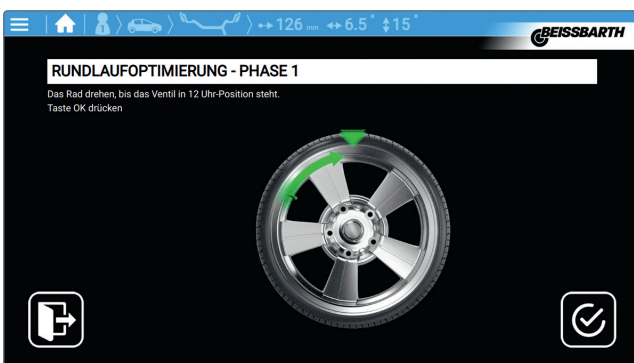 126 mm 6.5° 15°
BEISSBARTH
RUNDLAUFOPTIMIERUNG - PHASE 1
Das Rad drehen, bis das Ventil in 12 Uhr-Position steht.
Taste OK drücken